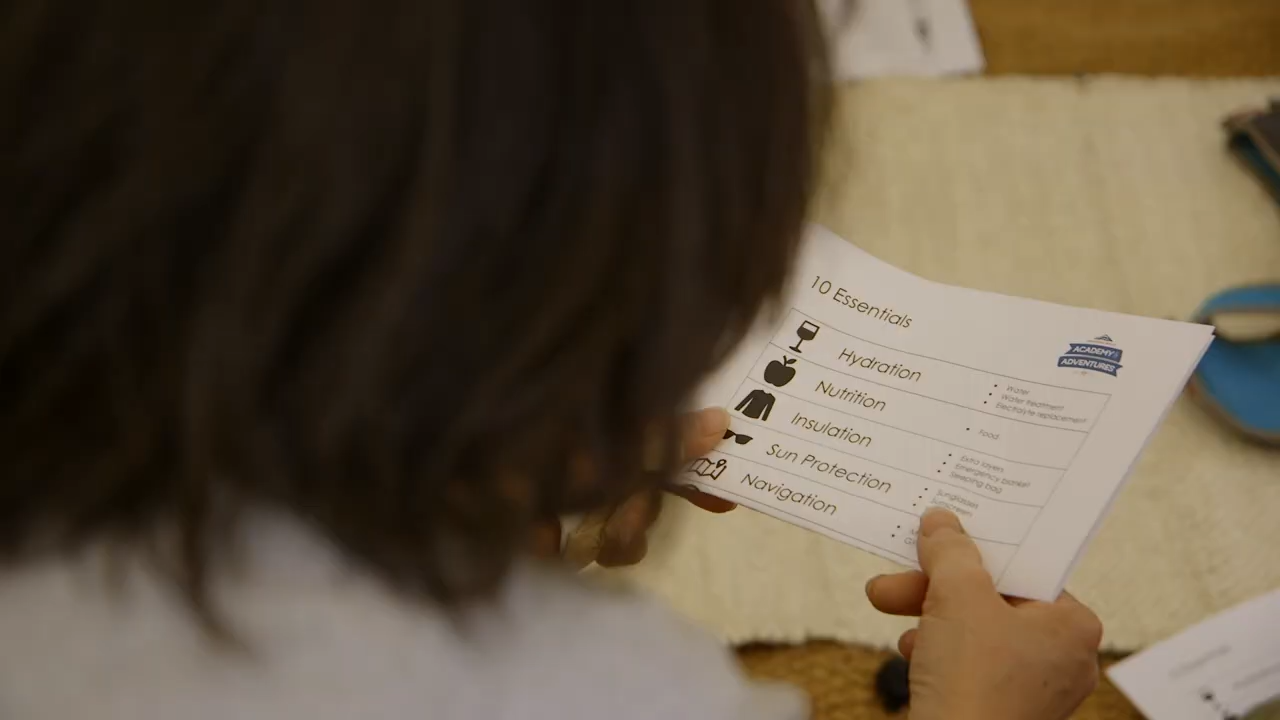 10 Essentials
ACADEMY
ADVENTURES
Hydration
Water
Water treatment
Electrolyte replacement
Nutrition
Food
Insulation
Extra layers
Emergency blanket
Sleeping bag
Sun Protection
Sunglasses
Sunscreen
Navigation